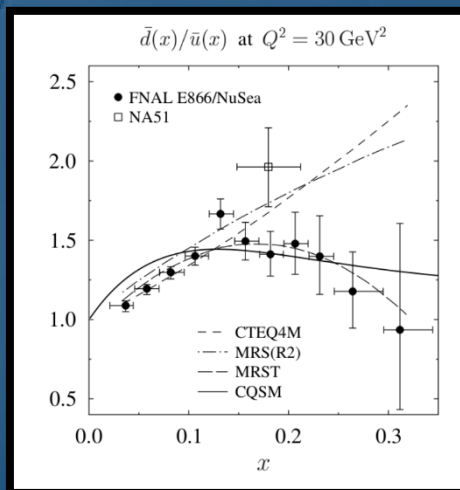 d̄(x)/ū(x) at Q² = 30 GeV²
2.5
FNAL E866/NuSea
NA51
2.0
1.5
1.0
CTEQ4M
MRS(R2)
MRST
CQSM
0.5
0.0 0.1 0.2 0.3
x